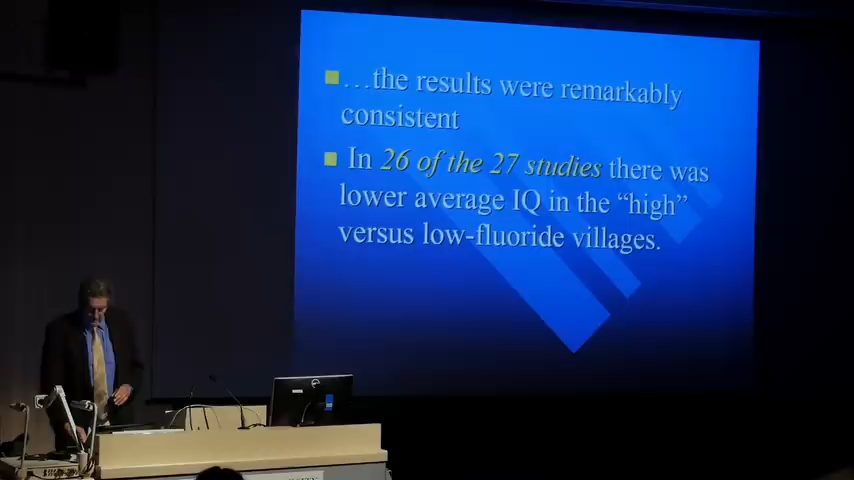 …the results were remarkably
consistent
In 26 of the 27 studies there was
lower average IQ in the “high”
versus low-fluoride villages.